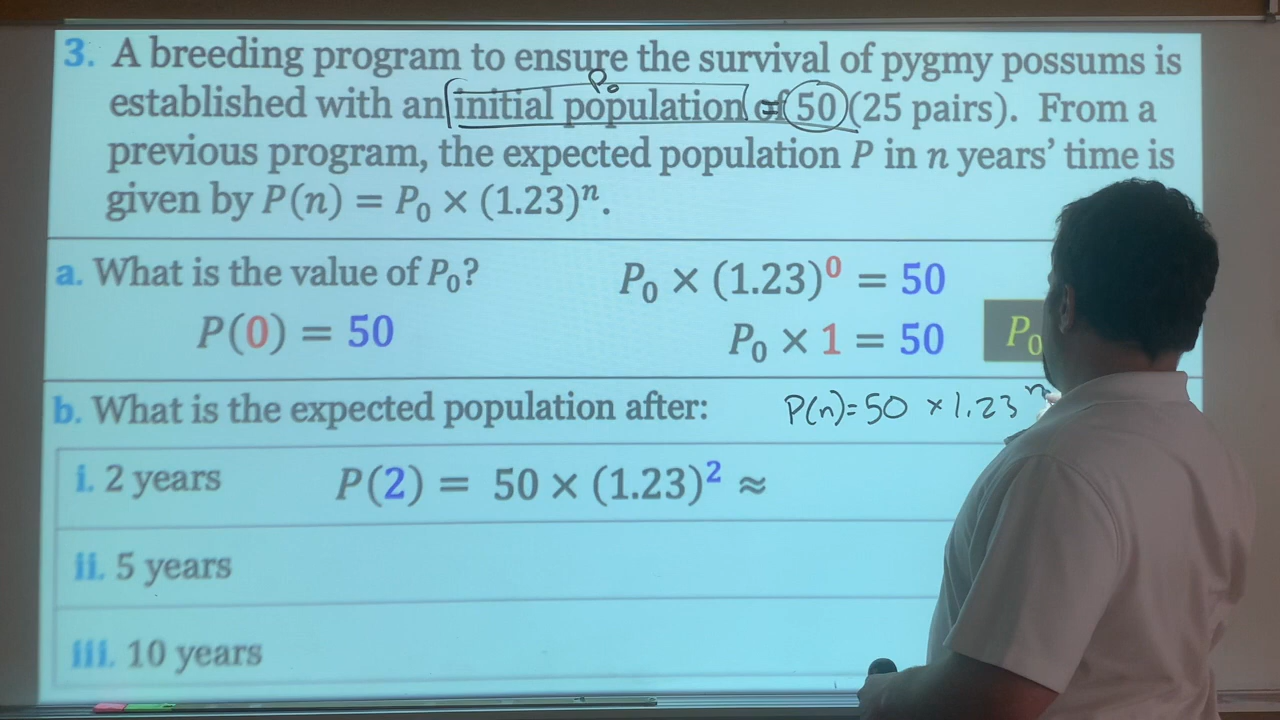 3. A breeding program to ensure the survival of pygmy possums is
P₀
established with an initial population of = 50 (25 pairs). From a
previous program, the expected population P in n years' time is
given by P(n) = P₀ × (1.23)ⁿ.
a. What is the value of P₀?
P₀ × (1.23)⁰ = 50
P(0) = 50
P₀ × 1 = 50
P₀
b. What is the expected population after:
P(n)=50 ×1.23ⁿ
i. 2 years
P(2) = 50 × (1.23)² ≈
ii. 5 years
iii. 10 years